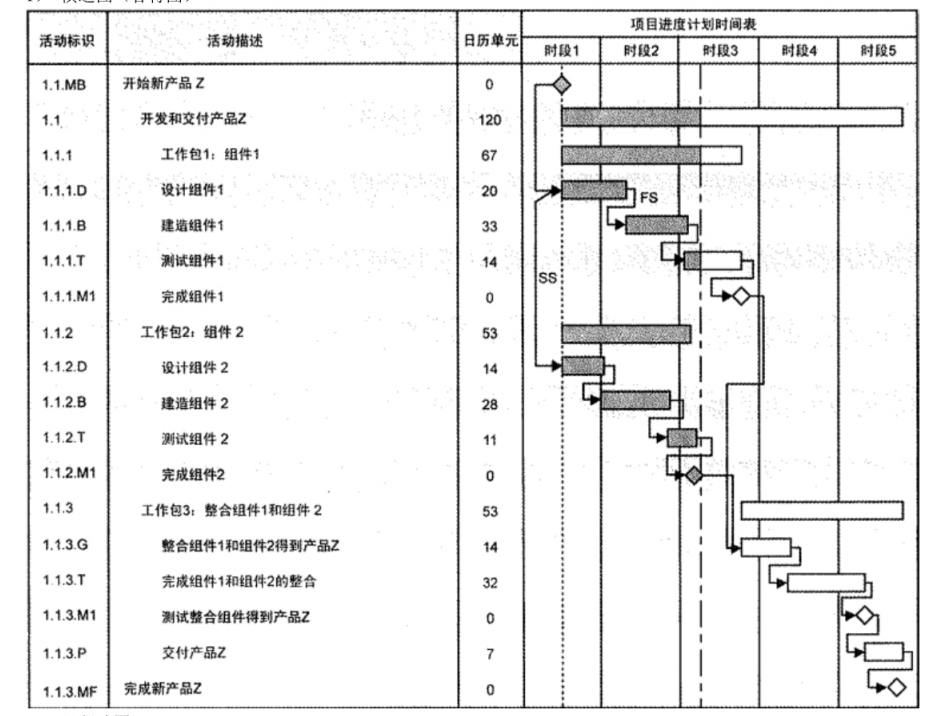 项目进度计划时间表
活动标识 活动描述 日历单元 时段1 时段2 时段3 时段4 时段5
1.1.MB 开始新产品 Z 0
1.1 开发和交付产品Z 120
1.1.1 工作包1：组件1 67
1.1.1.D 设计组件1 20 FS
1.1.1.B 建造组件1 33
1.1.1.T 测试组件1 14
SS
1.1.1.M1 完成组件1 0
1.1.2 工作包2：组件 2 53
1.1.2.D 设计组件 2 14
1.1.2.B 建造组件 2 28
1.1.2.T 测试组件 2 11
1.1.2.M1 完成组件2 0
1.1.3 工作包3：整合组件1和组件 2 53
1.1.3.G 整合组件1和组件2得到产品Z 14
1.1.3.T 完成组件1和组件2的整合 32
1.1.3.M1 测试整合组件得到产品Z 0
1.1.3.P 交付产品Z 7
1.1.3.MF 完成新产品Z 0